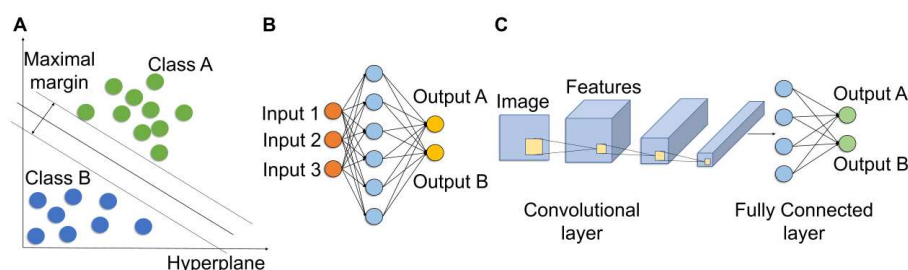 A
Maximal
margin
Class A
Class B
Hyperplane
B
Input 1
Input 2
Input 3
Output A
Output B
C
Image
Features
Convolutional
layer
Output A
Output B
Fully Connected
layer